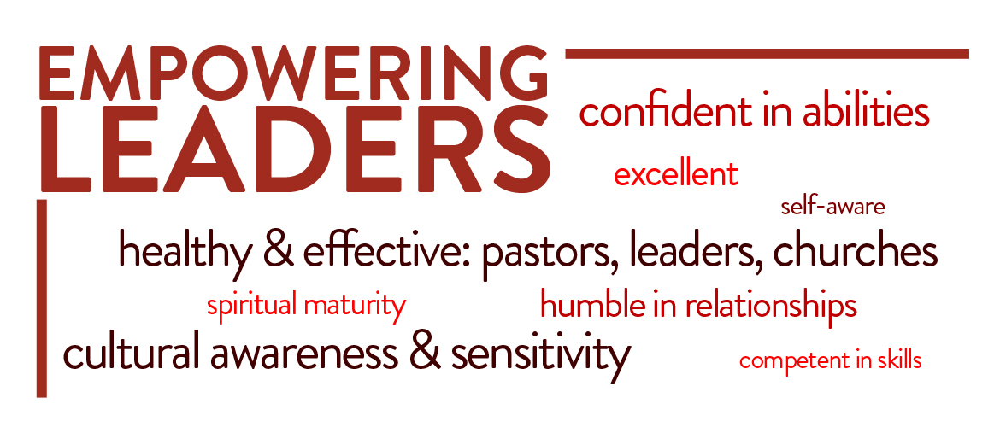 EMPOWERING
LEADERS
confident in abilities
excellent
self-aware
healthy & effective: pastors, leaders, churches
spiritual maturity
humble in relationships
cultural awareness & sensitivity
competent in skills